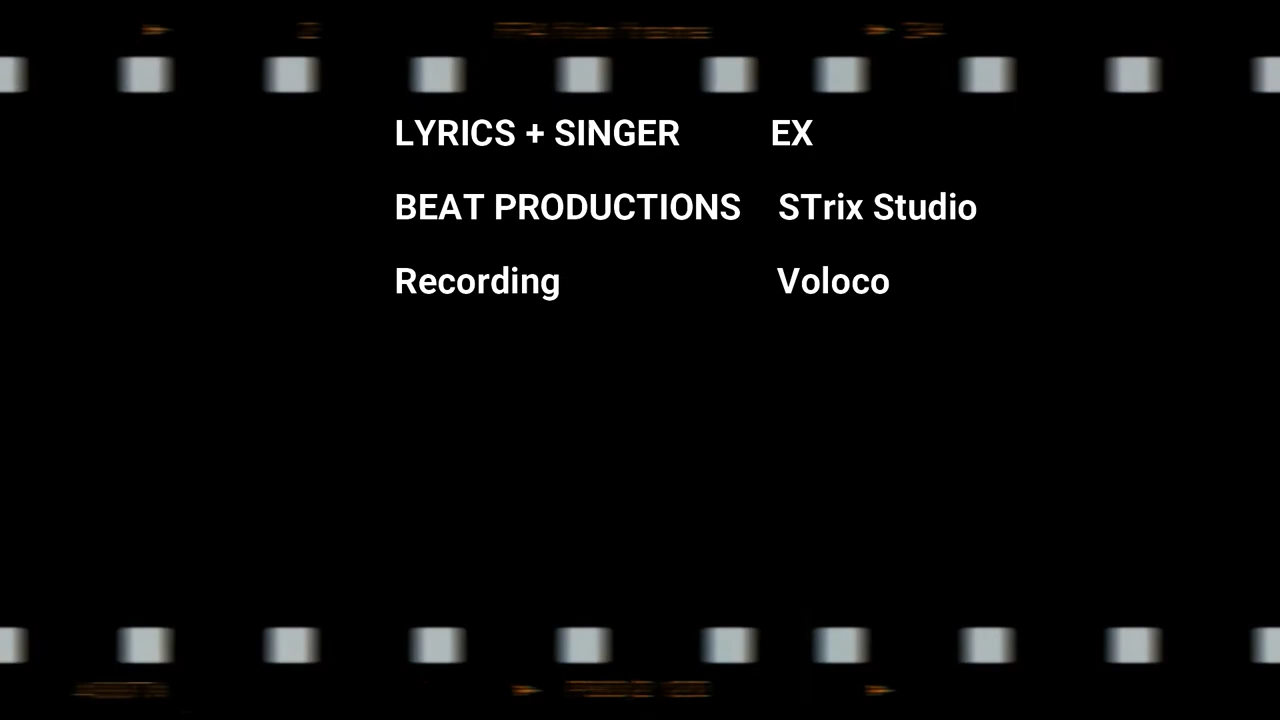 LYRICS + SINGER EX
BEAT PRODUCTIONS STrix Studio
Recording Voloco